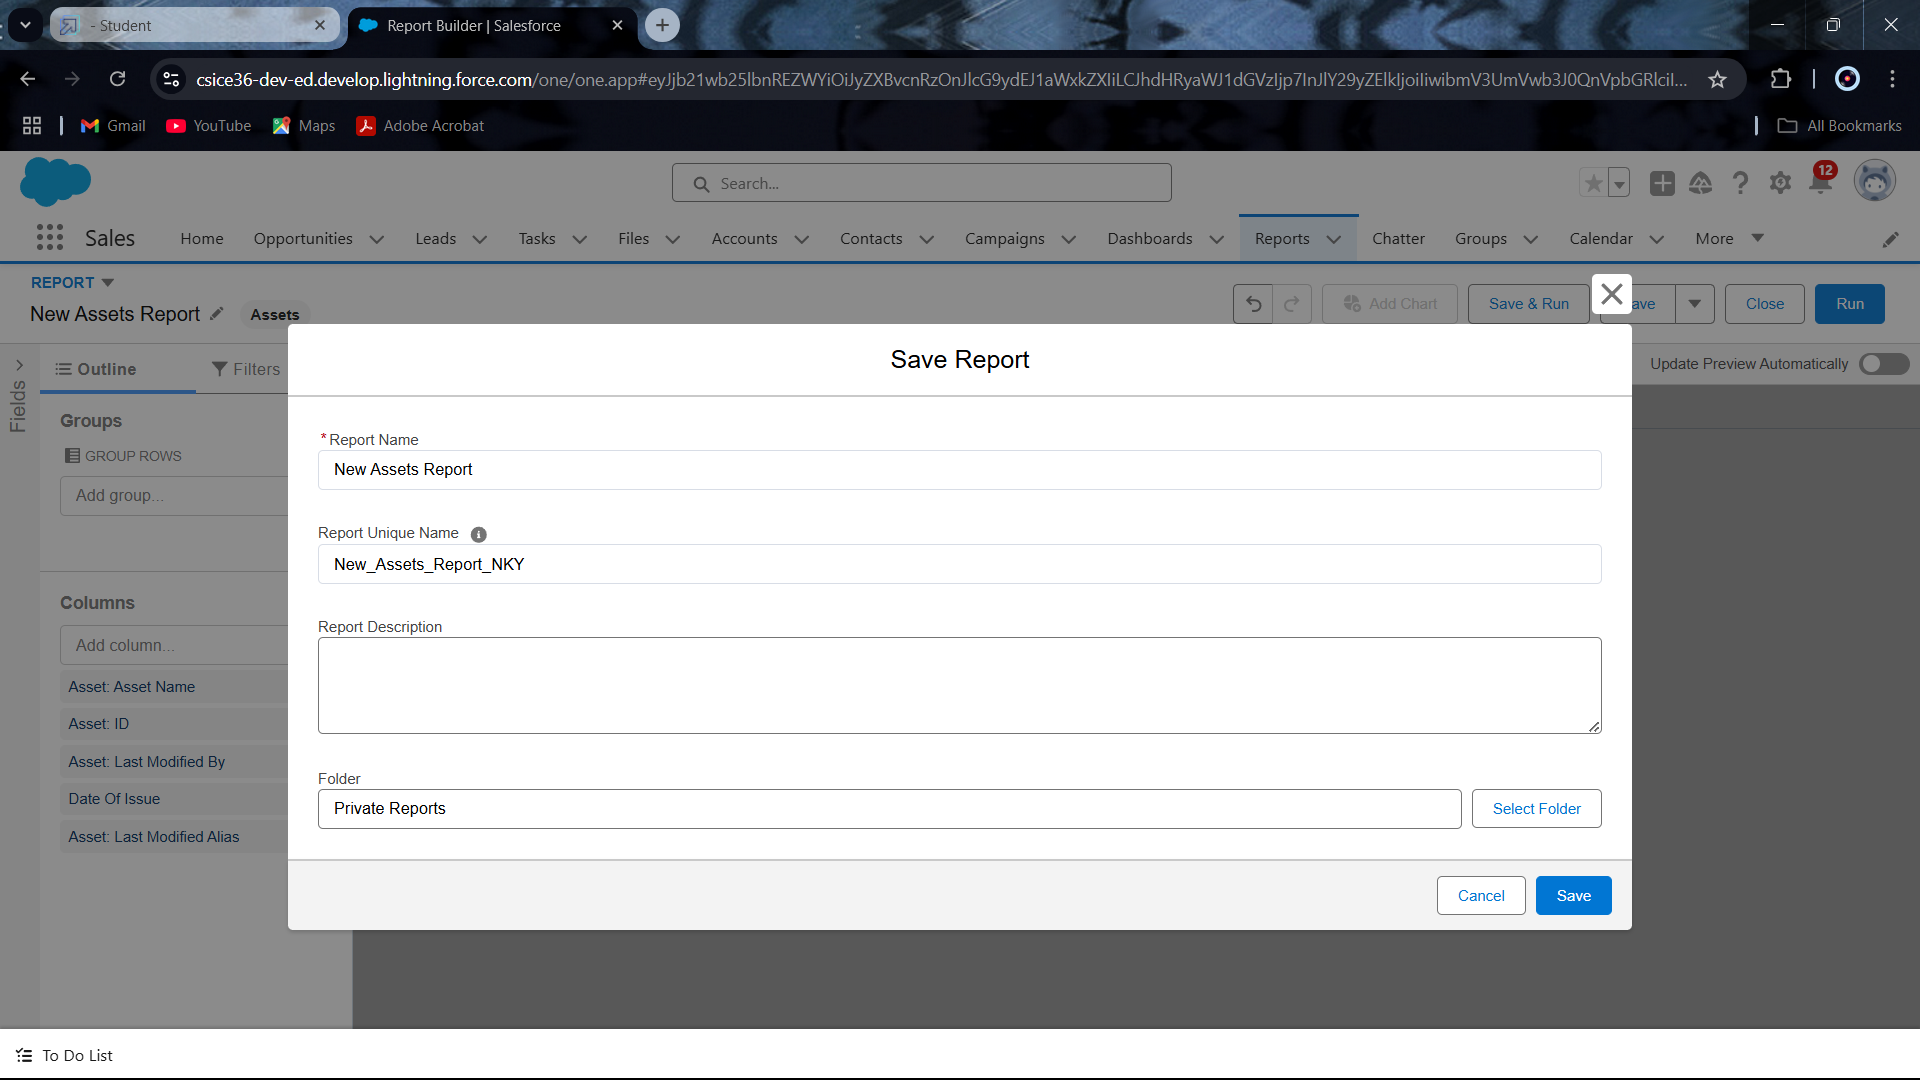 - Student
Report Builder | Salesforce
csice36-dev-ed.develop.lightning.force.com/one/one.app#eyJjb21wb25lbnREZWYiOiJyZXBvcnRzOnJlcG9ydEJ1aWxkZXIiLCJhdHRyaWJ1dGVzIjp7InJlY29yZElkIjoiIiwibmV3UmVwb3J0QnVpbGRlciI...
Gmail
YouTube
Maps
Adobe Acrobat
All Bookmarks
Search...
12
Sales
Home
Opportunities
Leads
Tasks
Files
Accounts
Contacts
Campaigns
Dashboards
Reports
Chatter
Groups
Calendar
More
REPORT
New Assets Report
Assets
Add Chart
Save & Run
ave
Close
Run
Fields
Outline
Filters
Update Preview Automatically
Groups
GROUP ROWS
Add group...
Columns
Add column...
Asset: Asset Name
Asset: ID
Asset: Last Modified By
Date Of Issue
Asset: Last Modified Alias
Save Report
* Report Name
New Assets Report
Report Unique Name
New_Assets_Report_NKY
Report Description
Folder
Private Reports
Select Folder
Cancel
Save
To Do List